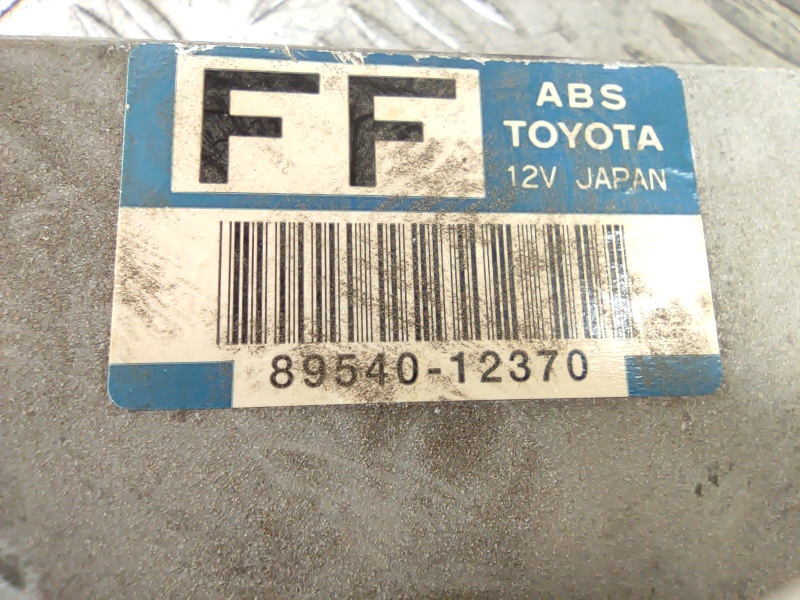 FF
ABS
TOYOTA
12V JAPAN
89540-12370